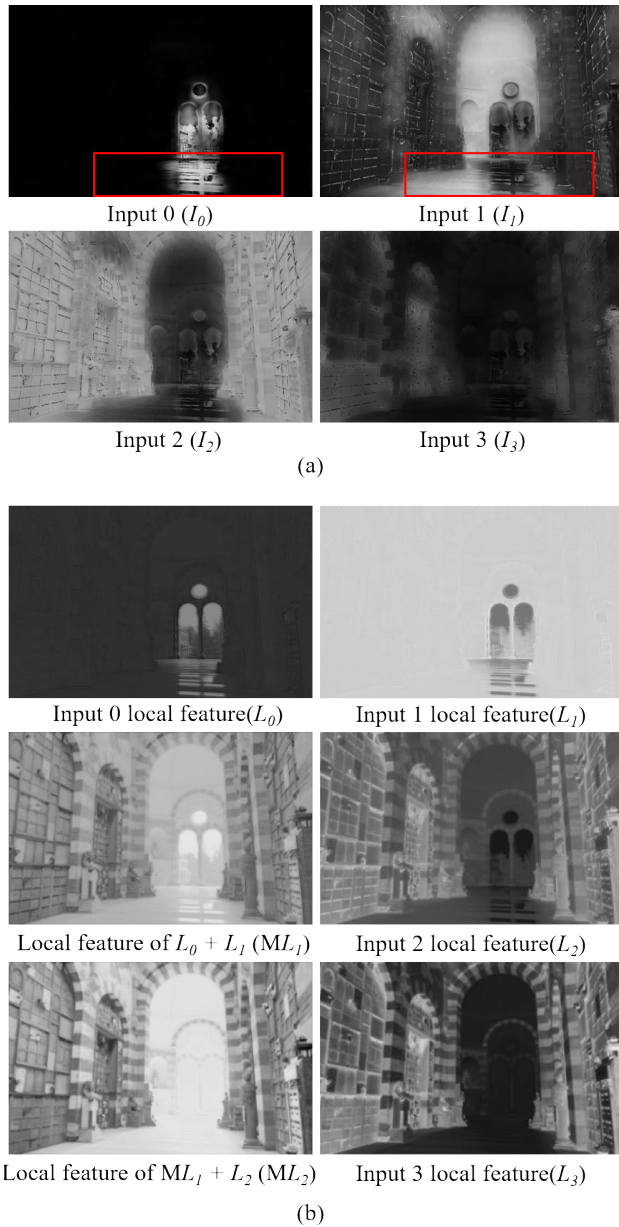 Input 0 (I₀)
Input 1 (I₁)
Input 2 (I₂)
Input 3 (I₃)
(a)
Input 0 local feature(L₀)
Input 1 local feature(L₁)
Local feature of L₀ + L₁ (ML₁)
Input 2 local feature(L₂)
Local feature of ML₁ + L₂ (ML₂)
Input 3 local feature(L₃)
(b)